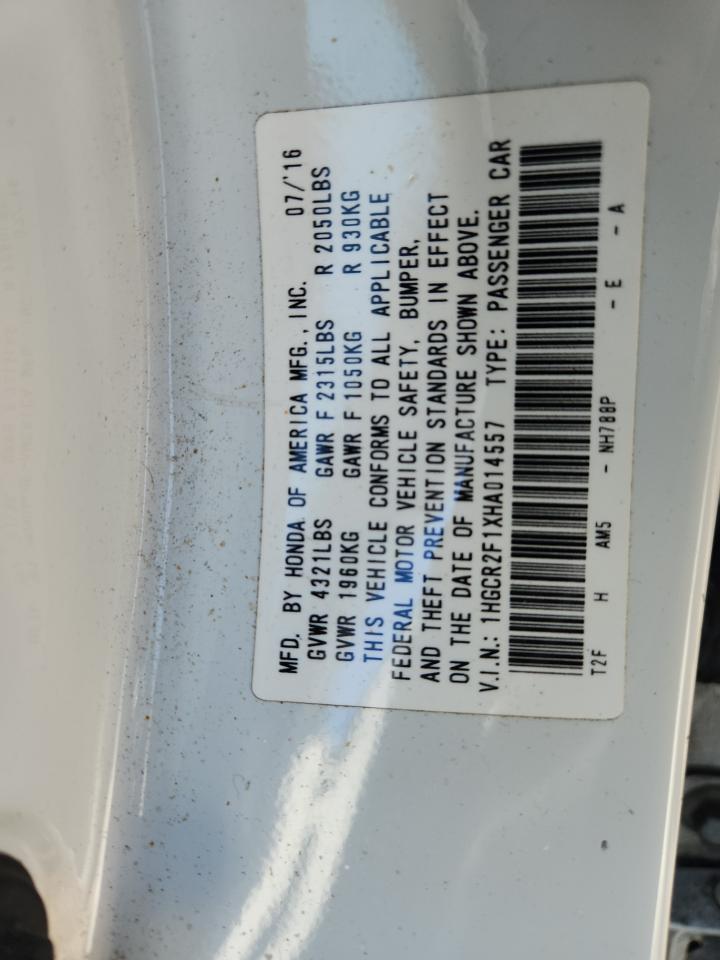 MFD. BY HONDA OF AMERICA MFG., INC. 07/'16
GVWR 4321LBS GAWR F 2315LBS R 2050LBS
GVWR 1960KG GAWR F 1050KG R 930KG
THIS VEHICLE CONFORMS TO ALL APPLICABLE
FEDERAL MOTOR VEHICLE SAFETY, BUMPER,
AND THEFT PREVENTION STANDARDS IN EFFECT
ON THE DATE OF MANUFACTURE SHOWN ABOVE.
V.I.N.: 1HGCR2F1XHA014557 TYPE: PASSENGER CAR
T2F H AM5 - NH788P - E - A